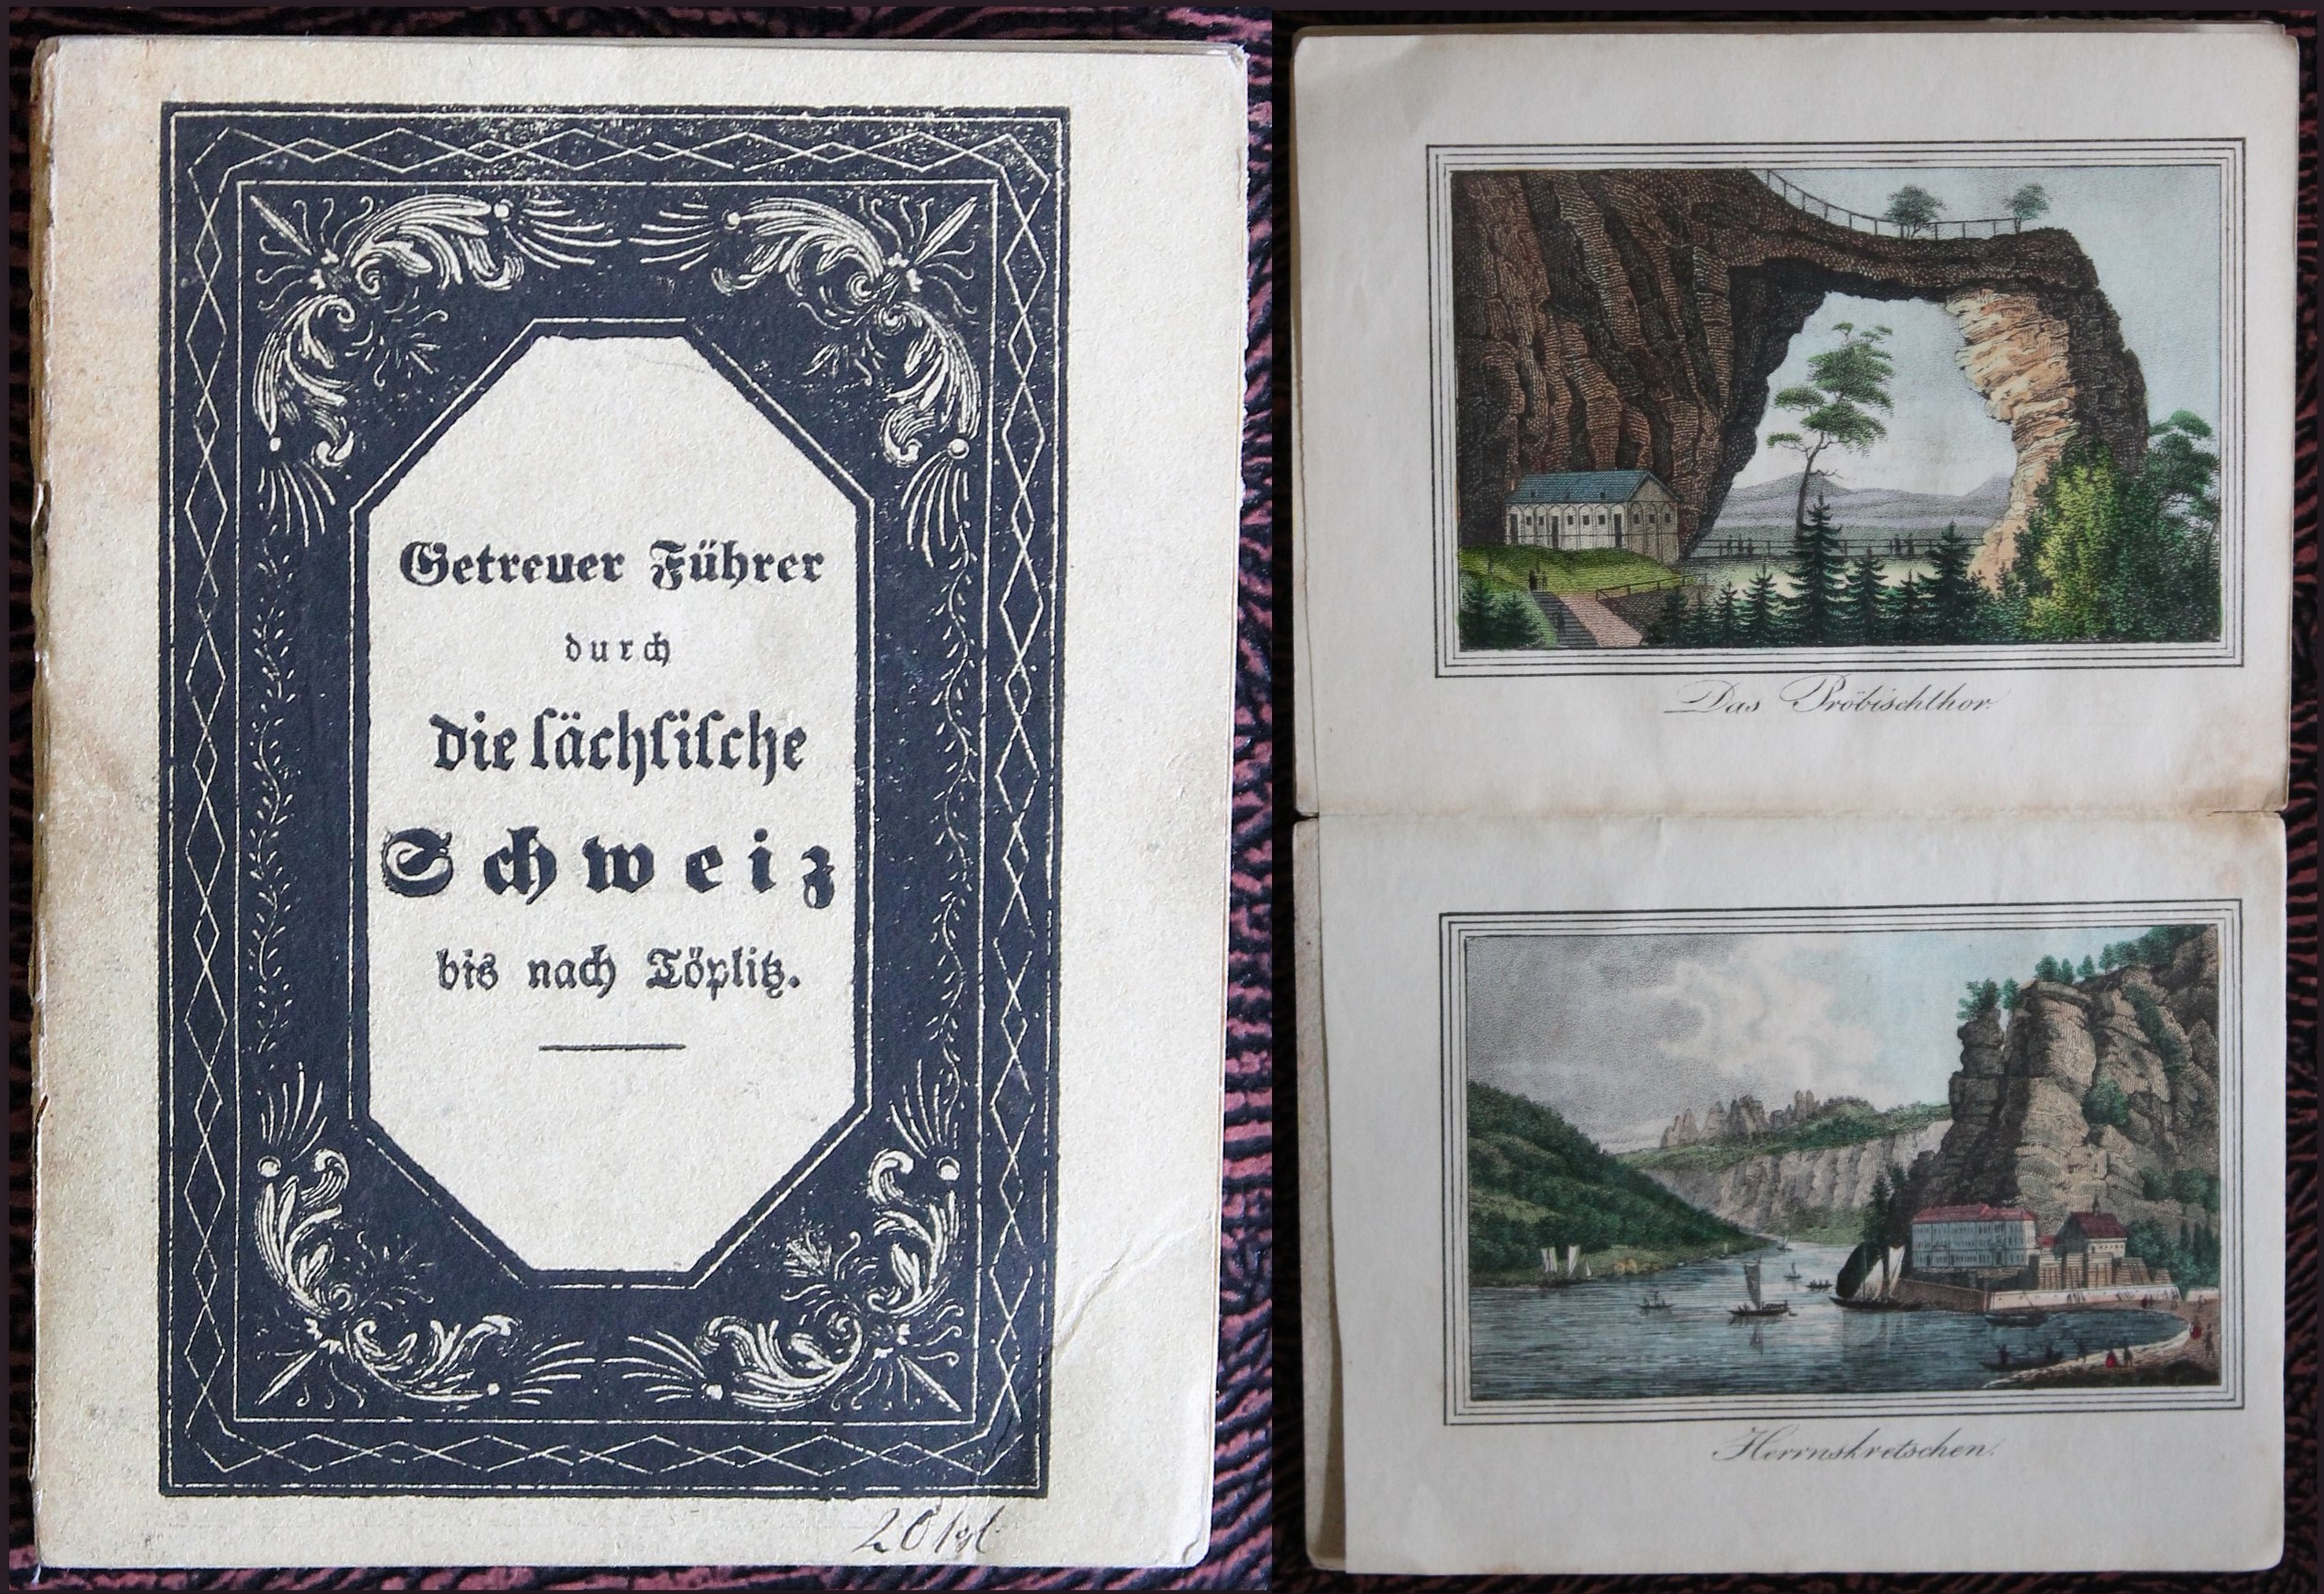 Getreuer Führer
durch
die sächsische
Schweiz
bis nach Töplitz.
Das Pröbischthor.
Herrnskretschen.